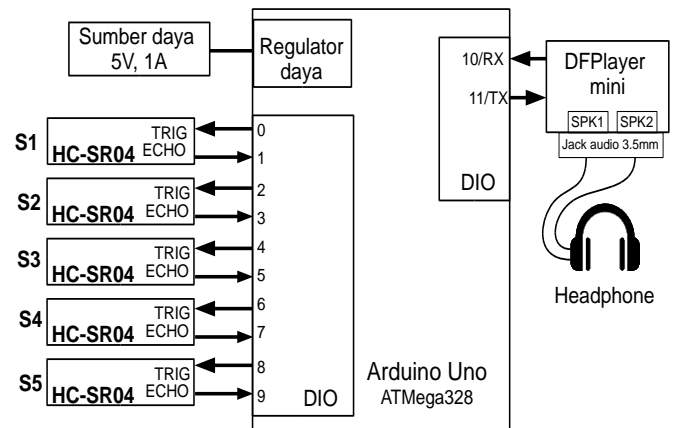 Sumber daya
5V, 1A
Regulator
daya
10/RX
11/TX
DIO
DFPlayer
mini
SPK1 SPK2
Jack audio 3.5mm
Headphone
S1
HC-SR04
TRIG
ECHO
0
1
S2
HC-SR04
TRIG
ECHO
2
3
S3
HC-SR04
TRIG
ECHO
4
5
S4
HC-SR04
TRIG
ECHO
6
7
S5
HC-SR04
TRIG
ECHO
8
9
DIO
Arduino Uno
ATMega328